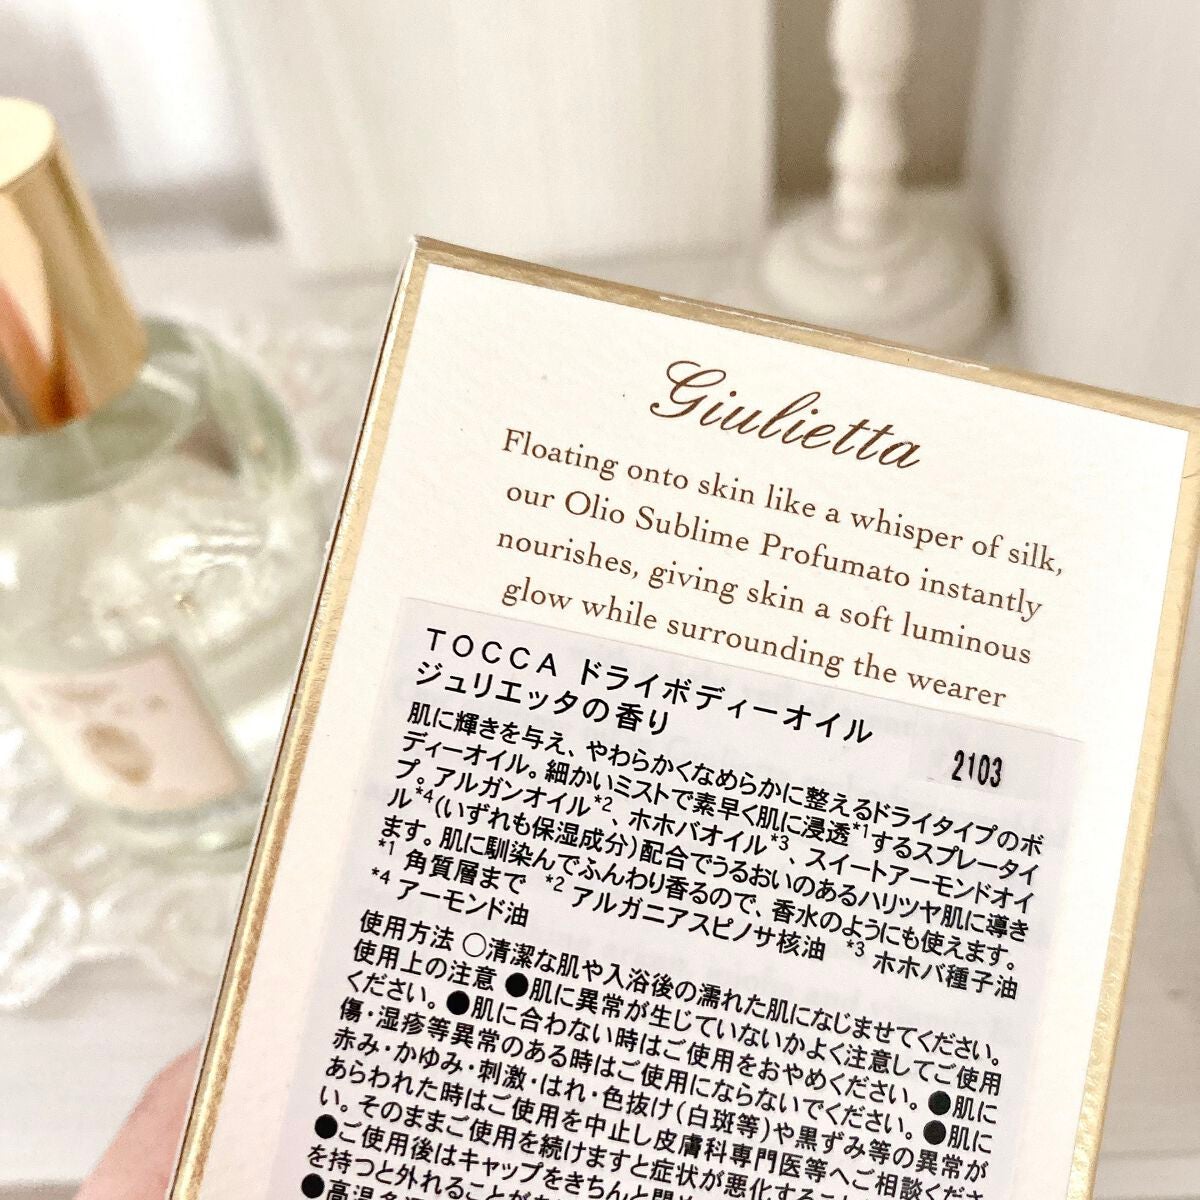 Giulietta
Floating onto skin like a whisper of silk,
our Olio Sublime Profumato instantly
nourishes, giving skin a soft luminous
glow while surrounding the wearer
TOCCA ドライボディーオイル
ジュリエッタの香り
2103
肌に輝きを与え、やわらかくなめらかに整えるドライタイプのボ
ディーオイル。細かいミストで素早く肌に浸透*1するスプレータイ
プ。アルガンオイル*2、ホホバオイル*3、スイートアーモンドオイ
ル*4(いずれも保湿成分)配合でうるおいのあるハリツヤ肌に導き
ます。肌に馴染んでふんわり香るので、香水のようにも使えます。
*1 角質層まで *2 アルガニアスピノサ核油 *3 ホホバ種子油
*4 アーモンド油
使用方法 ○清潔な肌や入浴後の濡れた肌になじませてください。
使用上の注意 ●肌に異常が生じていないかよく注意してご使用
ください。●肌に合わない時はご使用をおやめください。●肌に
傷・湿疹等異常のある時はご使用にならないでください。●肌に
赤み・かゆみ・刺激・はれ・色抜け(白斑等)や黒ずみ等の異常が
あらわれた時はご使用を中止し皮膚科専門医等へご相談くださ
い。そのままご使用を続けますと症状が悪化すること
●ご使用後はキャップをきちんと閉め
を持つと外れることが
●高温